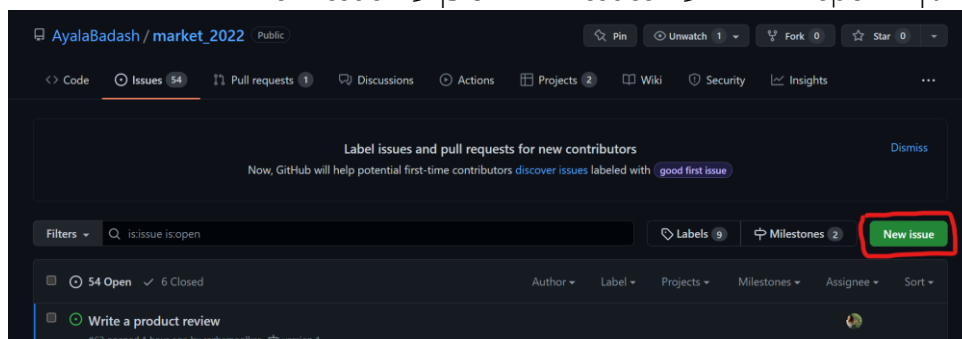 AyalaBadash / market_2022 Public Pin Unwatch 1 Fork 0 Star 0
Code Issues 54 Pull requests 1 Discussions Actions Projects 2 Wiki Security Insights ...
Label issues and pull requests for new contributors Dismiss
Now, GitHub will help potential first-time contributors discover issues labeled with good first issue
Filters is:issue is:open Labels 9 Milestones 2 New issue
54 Open 6 Closed Author Label Projects Milestones Assignee Sort
Write a product review